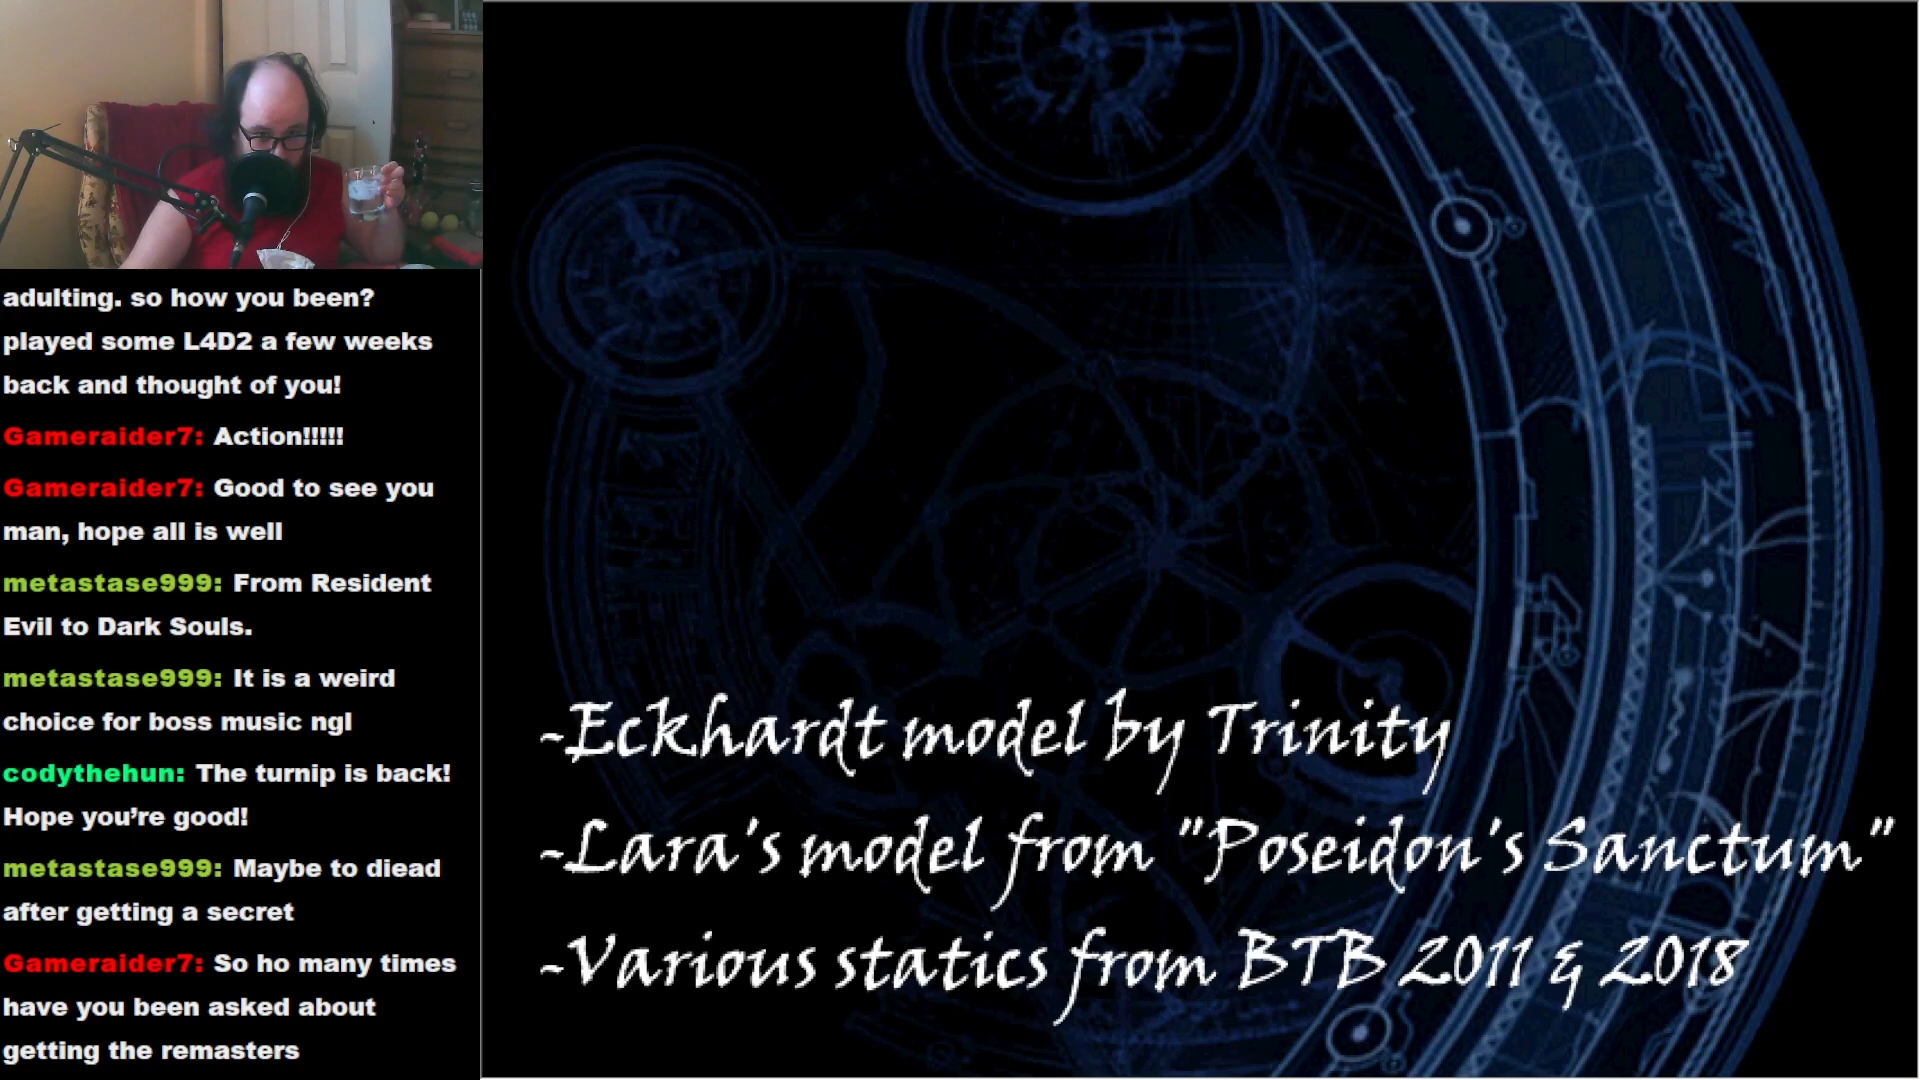 adulting. so how you been?
played some L4D2 a few weeks
back and thought of you!
Gameraider7: Action!!!!!
Gameraider7: Good to see you
man, hope all is well
metastase999: From Resident
Evil to Dark Souls.
metastase999: It is a weird
choice for boss music ngl
codythehun: The turnip is back!
Hope you’re good!
metastase999: Maybe to diead
after getting a secret
Gameraider7: So ho many times
have you been asked about
getting the remasters
-Eckhardt model by Trinity
-Lara's model from "Poseidon's Sanctum"
-Various statics from BTB 2011 & 2018